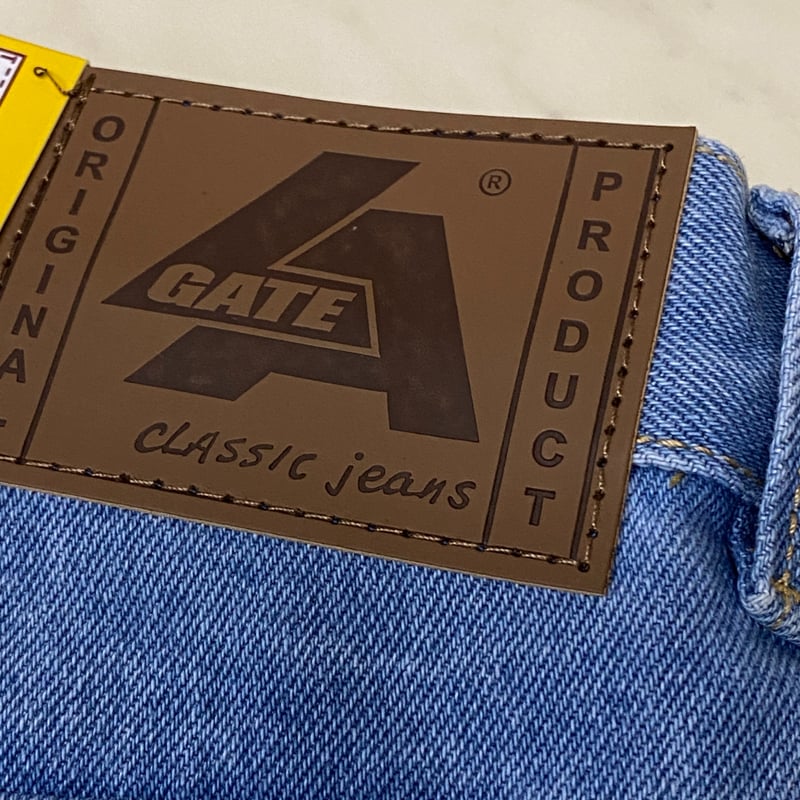 ORIGINAL
A
GATE
®
CLASSIC jeans
PRODUCT